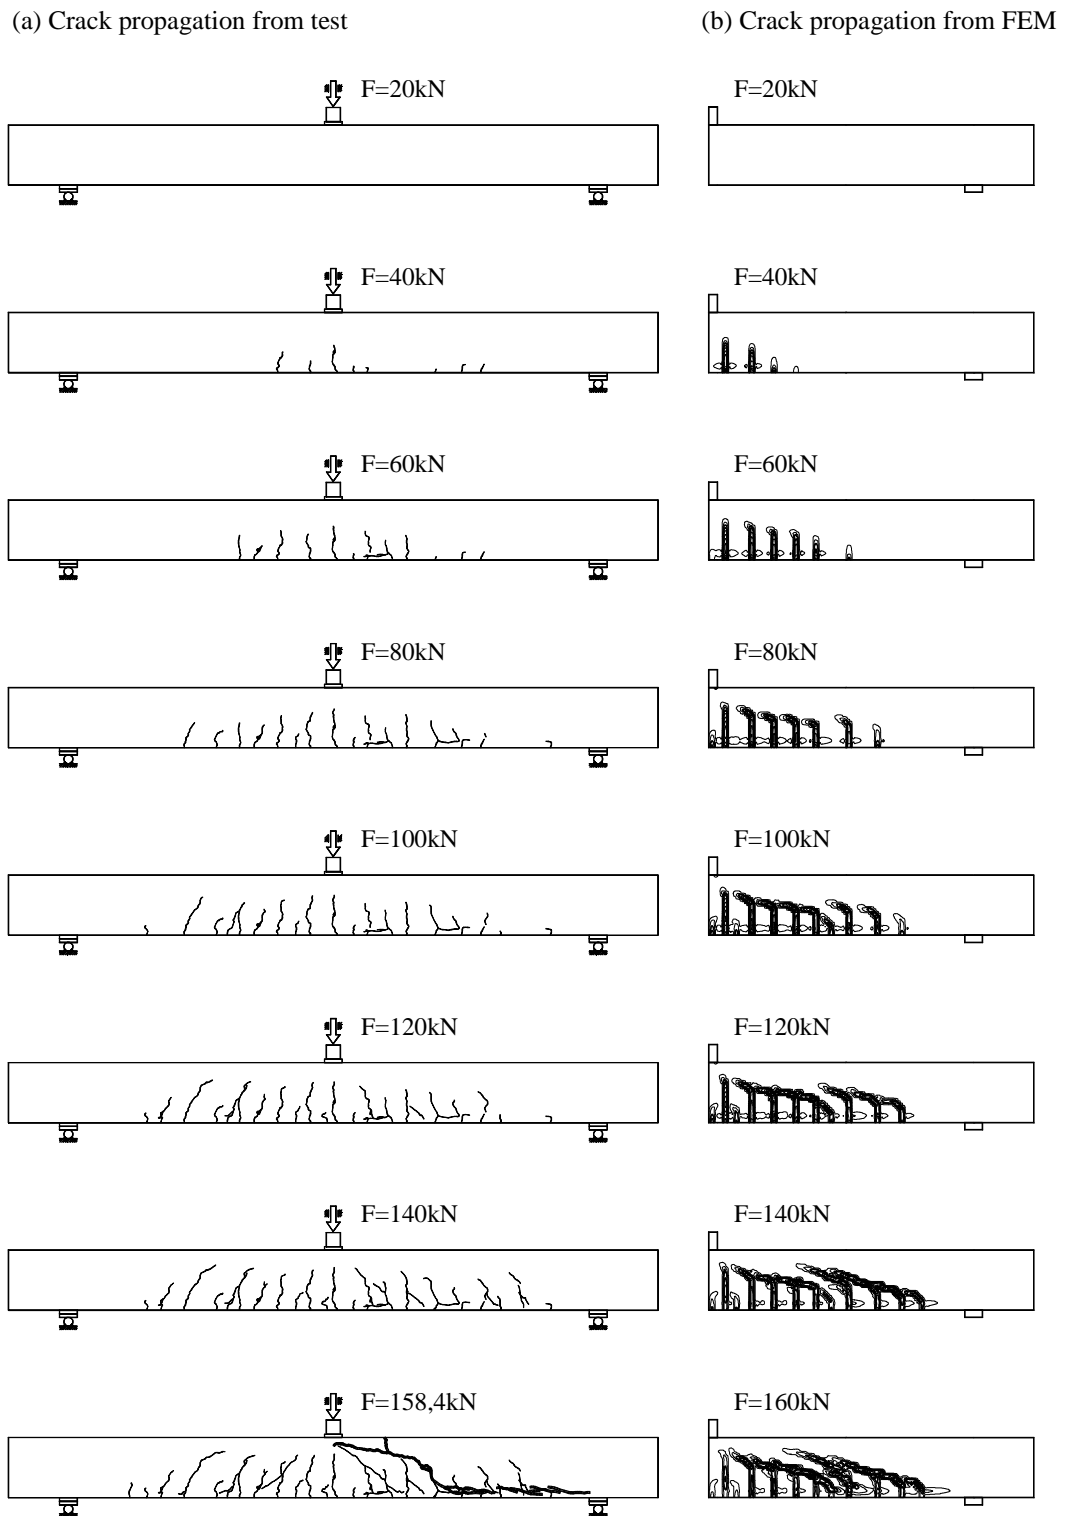 (a) Crack propagation from test
(b) Crack propagation from FEM
F=20kN
F=20kN
F=40kN
F=40kN
F=60kN
F=60kN
F=80kN
F=80kN
F=100kN
F=100kN
F=120kN
F=120kN
F=140kN
F=140kN
F=158,4kN
F=160kN